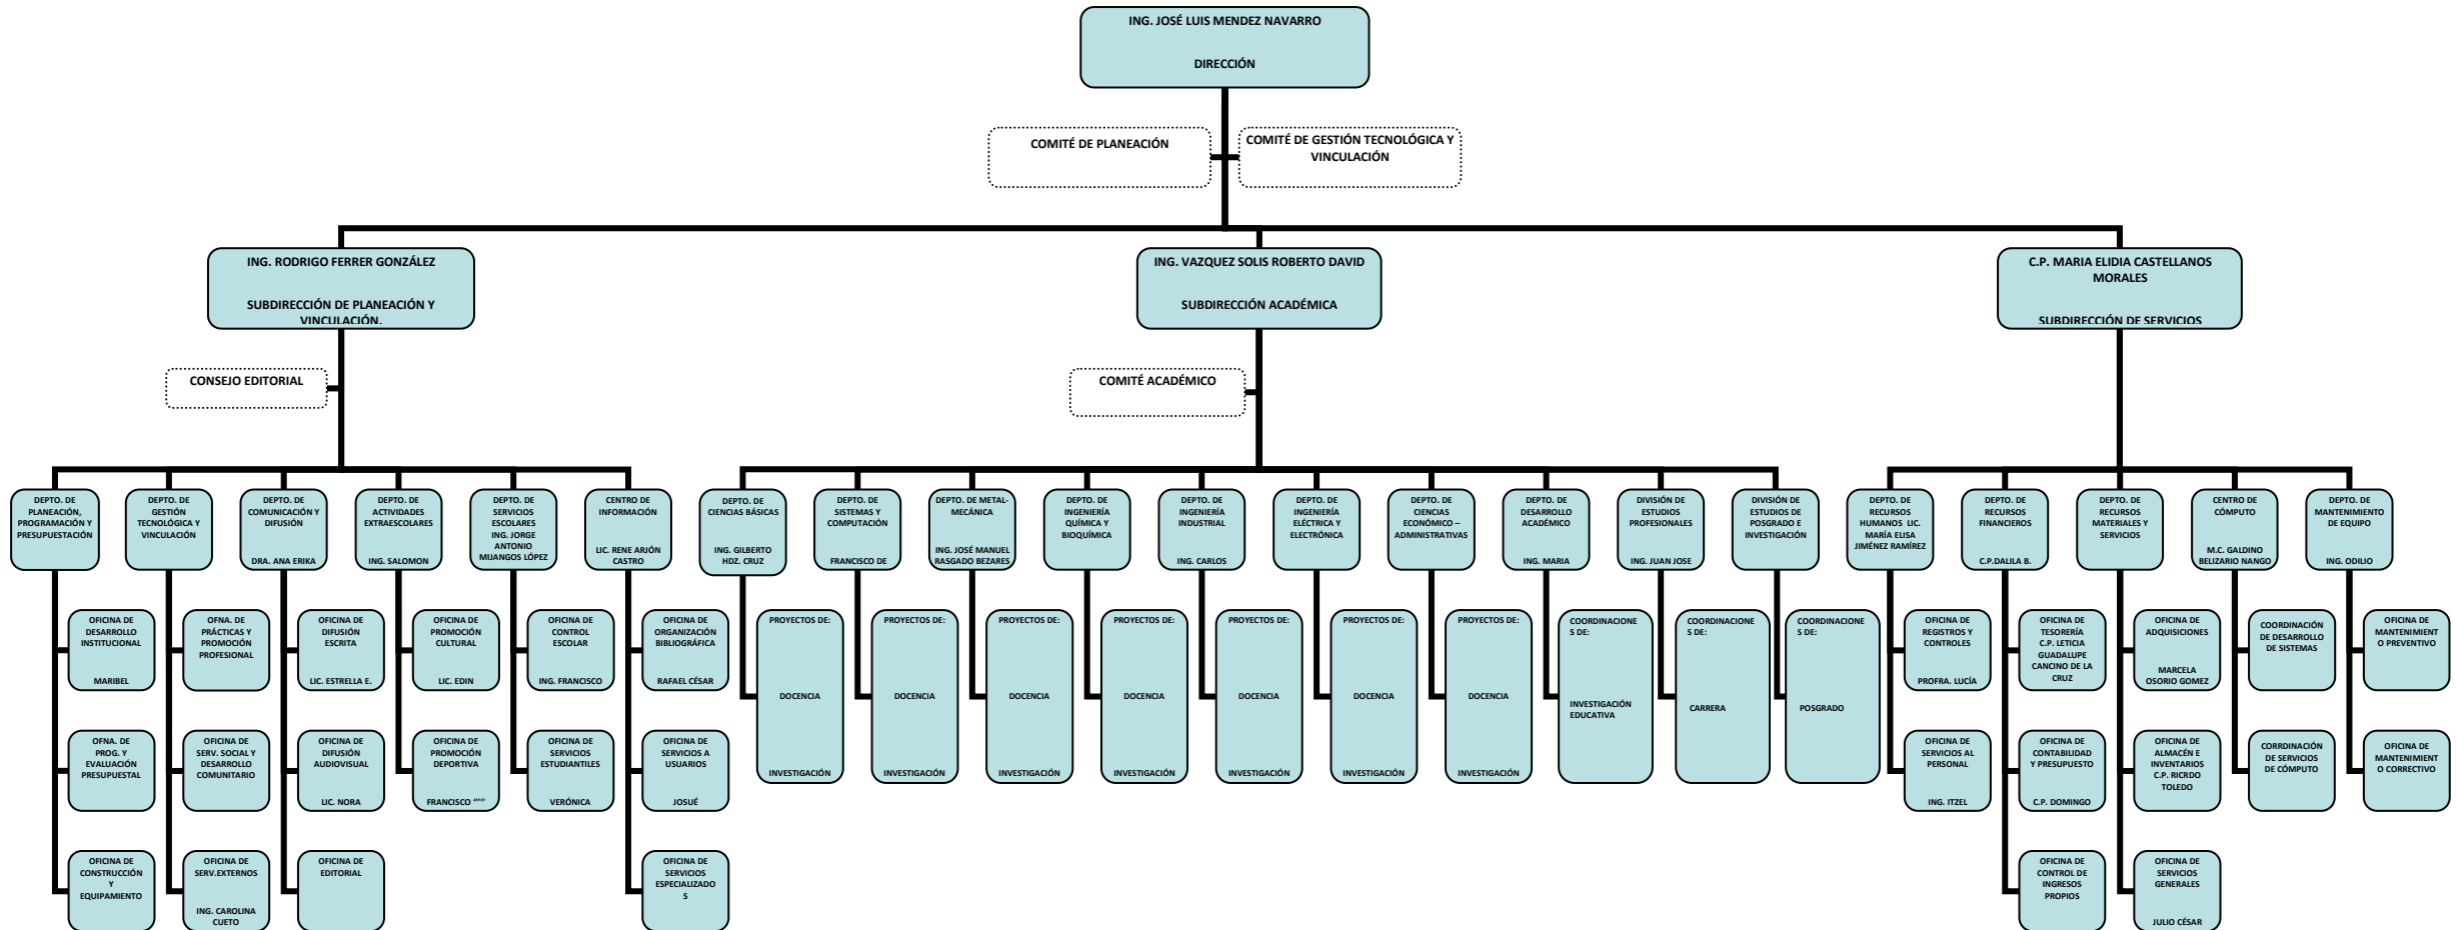 ING. JOSÉ LUIS MENDEZ NAVARRO
DIRECCIÓN
COMITÉ DE PLANEACIÓN
COMITÉ DE GESTIÓN TECNOLÓGICA Y
VINCULACIÓN
ING. RODRIGO FERRER GONZÁLEZ
SUBDIRECCIÓN DE PLANEACIÓN Y
VINCULACIÓN.
ING. VAZQUEZ SOLIS ROBERTO DAVID
SUBDIRECCIÓN ACADÉMICA
C.P. MARIA ELIDIA CASTELLANOS
MORALES
SUBDIRECCIÓN DE SERVICIOS
CONSEJO EDITORIAL
COMITÉ ACADÉMICO
DEPTO. DE
PLANEACIÓN,
PROGRAMACIÓN Y
PRESUPUESTACIÓN
DEPTO. DE
GESTIÓN
TECNOLÓGICA Y
VINCULACIÓN
DEPTO. DE
COMUNICACIÓN Y
DIFUSIÓN
DRA. ANA ERIKA
DEPTO. DE
ACTIVIDADES
EXTRAESCOLARES
ING. SALOMON
DEPTO. DE
SERVICIOS
ESCOLARES
ING. JORGE
ANTONIO
MIJANGOS LÓPEZ
CENTRO DE
INFORMACIÓN
LIC. RENE ARJÓN
CASTRO
DEPTO. DE
CIENCIAS BÁSICAS
ING. GILBERTO
HDZ. CRUZ
DEPTO. DE
SISTEMAS Y
COMPUTACIÓN
FRANCISCO DE
DEPTO. DE METAL-
MECÁNICA
ING. JOSÉ MANUEL
RASGADO BEZARES
DEPTO. DE
INGENIERÍA
QUÍMICA Y
BIOQUÍMICA
DEPTO. DE
INGENIERÍA
INDUSTRIAL
ING. CARLOS
DEPTO. DE
INGENIERÍA
ELÉCTRICA Y
ELECTRÓNICA
DEPTO. DE
CIENCIAS
ECONÓMICO –
ADMINISTRATIVAS
DEPTO. DE
DESARROLLO
ACADÉMICO
ING. MARIA
DIVISIÓN DE
ESTUDIOS
PROFESIONALES
ING. JUAN JOSE
DIVISIÓN DE
ESTUDIOS DE
POSGRADO E
INVESTIGACIÓN
DEPTO. DE
RECURSOS
HUMANOS LIC.
MARÍA ELISA
JIMÉNEZ RAMÍREZ
DEPTO. DE
RECURSOS
FINANCIEROS
C.P.DALILA B.
DEPTO. DE
RECURSOS
MATERIALES Y
SERVICIOS
CENTRO DE
CÓMPUTO
M.C. GALDINO
BELIZARIO NANGO
DEPTO. DE
MANTENIMIENTO
DE EQUIPO
ING. ODILIO
OFICINA DE
DESARROLLO
INSTITUCIONAL
MARIBEL
OFNA. DE
PRÁCTICAS Y
PROMOCIÓN
PROFESIONAL
OFICINA DE
DIFUSIÓN
ESCRITA
LIC. ESTRELLA E.
OFICINA DE
PROMOCIÓN
CULTURAL
LIC. EDIN
OFICINA DE
CONTROL
ESCOLAR
ING. FRANCISCO
OFICINA DE
ORGANIZACIÓN
BIBLIOGRÁFICA
RAFAEL CÉSAR
PROYECTOS DE:
DOCENCIA
INVESTIGACIÓN
PROYECTOS DE:
DOCENCIA
INVESTIGACIÓN
PROYECTOS DE:
DOCENCIA
INVESTIGACIÓN
PROYECTOS DE:
DOCENCIA
INVESTIGACIÓN
PROYECTOS DE:
DOCENCIA
INVESTIGACIÓN
PROYECTOS DE:
DOCENCIA
INVESTIGACIÓN
PROYECTOS DE:
DOCENCIA
INVESTIGACIÓN
COORDINACIONE
S DE:
INVESTIGACIÓN
EDUCATIVA
COORDINACIONE
S DE:
CARRERA
COORDINACIONE
S DE:
POSGRADO
OFICINA DE
REGISTROS Y
CONTROLES
PROFRA. LUCÍA
OFICINA DE
TESORERÍA
C.P. LETICIA
GUADALUPE
CANCINO DE LA
CRUZ
OFICINA DE
ADQUISICIONES
MARCELA
OSORIO GOMEZ
COORDINACIÓN
DE DESARROLLO
DE SISTEMAS
OFICINA DE
MANTENIMIENT
O PREVENTIVO
OFNA. DE
PROG. Y
EVALUACIÓN
PRESUPUESTAL
OFICINA DE
SERV. SOCIAL Y
DESARROLLO
COMUNITARIO
OFICINA DE
DIFUSIÓN
AUDIOVISUAL
LIC. NORA
OFICINA DE
PROMOCIÓN
DEPORTIVA
FRANCISCO “””
OFICINA DE
SERVICIOS
ESTUDIANTILES
VERÓNICA
OFICINA DE
SERVICIOS A
USUARIOS
JOSUÉ
OFICINA DE
SERVICIOS AL
PERSONAL
ING. ITZEL
OFICINA DE
CONTABILIDAD
Y PRESUPUESTO
C.P. DOMINGO
OFICINA DE
ALMACÉN E
INVENTARIOS
C.P. RICRDO
TOLEDO
CORRDINACIÓN
DE SERVICIOS
DE CÓMPUTO
OFICINA DE
MANTENIMIENT
O CORRECTIVO
OFICINA DE
CONSTRUCCIÓN
Y
EQUIPAMIENTO
OFICINA DE
SERV.EXTERNOS
ING. CAROLINA
CUETO
OFICINA DE
EDITORIAL
OFICINA DE
SERVICIOS
ESPECIALIZADO
S
OFICINA DE
CONTROL DE
INGRESOS
PROPIOS
OFICINA DE
SERVICIOS
GENERALES
JULIO CÉSAR